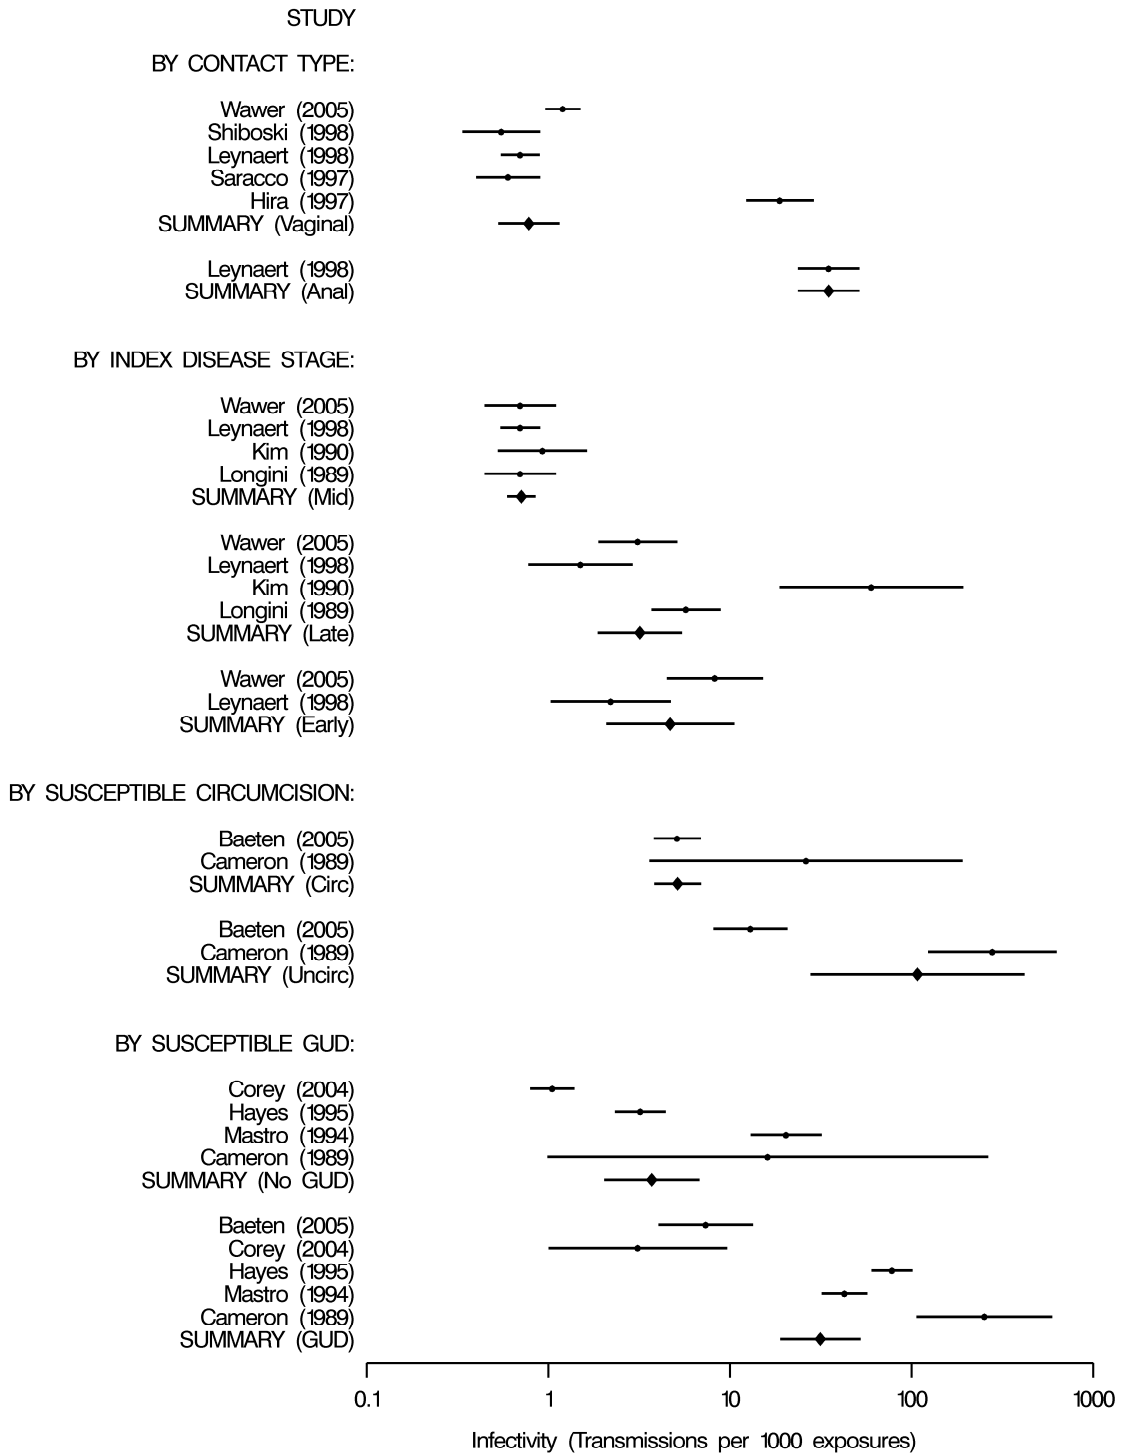 STUDY
BY CONTACT TYPE:
Wawer (2005)
Shiboski (1998)
Leynaert (1998)
Saracco (1997)
Hira (1997)
SUMMARY (Vaginal)
Leynaert (1998)
SUMMARY (Anal)
BY INDEX DISEASE STAGE:
Wawer (2005)
Leynaert (1998)
Kim (1990)
Longini (1989)
SUMMARY (Mid)
Wawer (2005)
Leynaert (1998)
Kim (1990)
Longini (1989)
SUMMARY (Late)
Wawer (2005)
Leynaert (1998)
SUMMARY (Early)
BY SUSCEPTIBLE CIRCUMCISION:
Baeten (2005)
Cameron (1989)
SUMMARY (Circ)
Baeten (2005)
Cameron (1989)
SUMMARY (Uncirc)
BY SUSCEPTIBLE GUD:
Corey (2004)
Hayes (1995)
Mastro (1994)
Cameron (1989)
SUMMARY (No GUD)
Baeten (2005)
Corey (2004)
Hayes (1995)
Mastro (1994)
Cameron (1989)
SUMMARY (GUD)
0.1 1 10 100 1000
Infectivity (Transmissions per 1000 exposures)